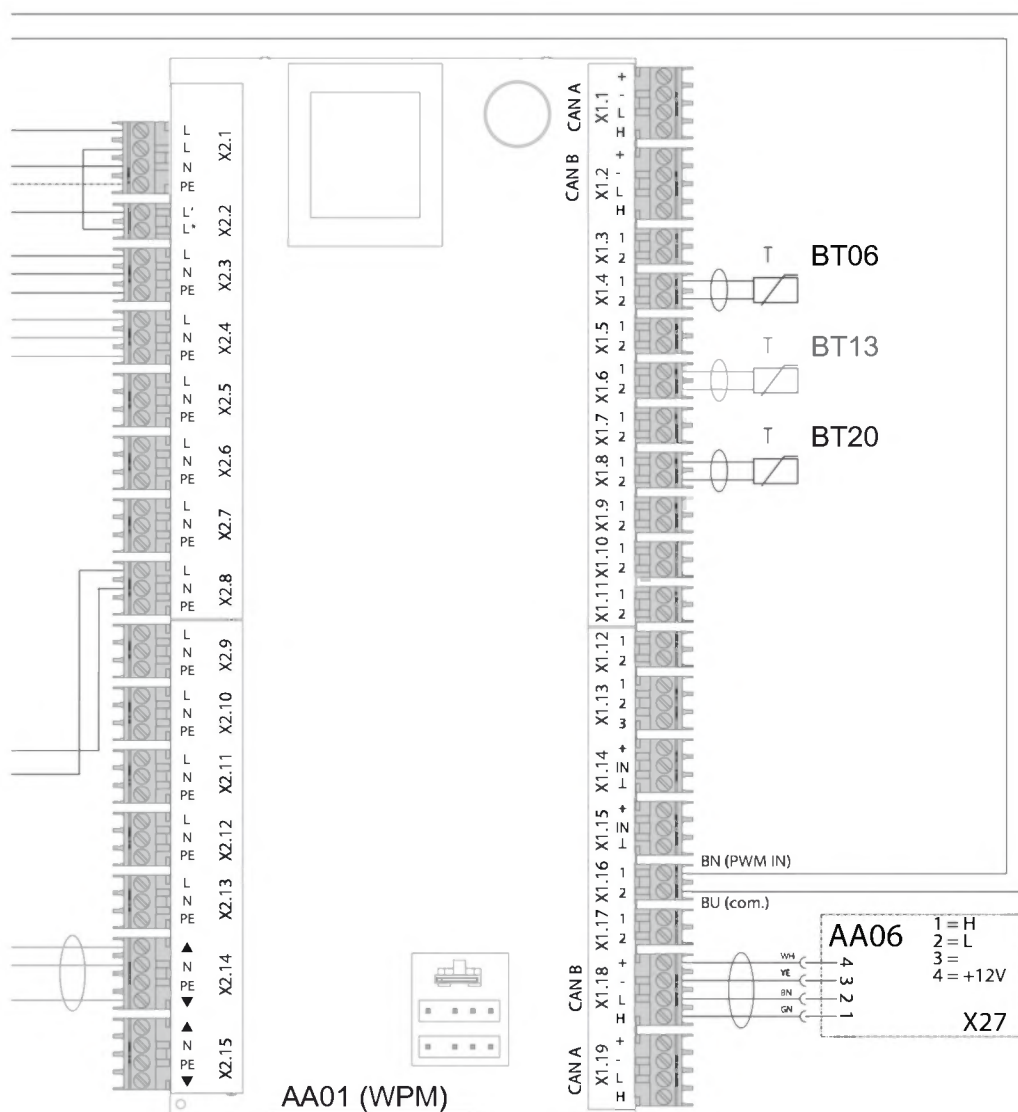 L
L
N
PE
X2.1
L'
L*
X2.2
L
N
PE
X2.3
L
N
PE
X2.4
L
N
PE
X2.5
L
N
PE
X2.6
L
N
PE
X2.7
L
N
PE
X2.8
L
N
PE
X2.9
L
N
PE
X2.10
L
N
PE
X2.11
L
N
PE
X2.12
L
N
PE
X2.13
▲
N
PE
▼
X2.14
▲
N
PE
▼
X2.15
AA01 (WPM)
CAN A
X1.1
+
-
L
H
CAN B
X1.2
+
-
L
H
X1.3
1
2
X1.4
1
2
X1.5
1
2
X1.6
1
2
X1.7
1
2
X1.8
1
2
X1.9
1
2
X1.10
1
2
X1.11
1
2
X1.12
1
2
X1.13
1
2
3
X1.14
+
IN
⊥
X1.15
+
IN
⊥
X1.16
1
2
X1.17
1
2
CAN B
X1.18
+
-
L
H
CAN A
X1.19
+
-
L
H
T
BT06
T
BT13
T
BT20
BN (PWM IN)
BU (com.)
WH
YE
BN
GN
4
3
2
1
AA06
1 = H
2 = L
3 =
4 = +12V
X27